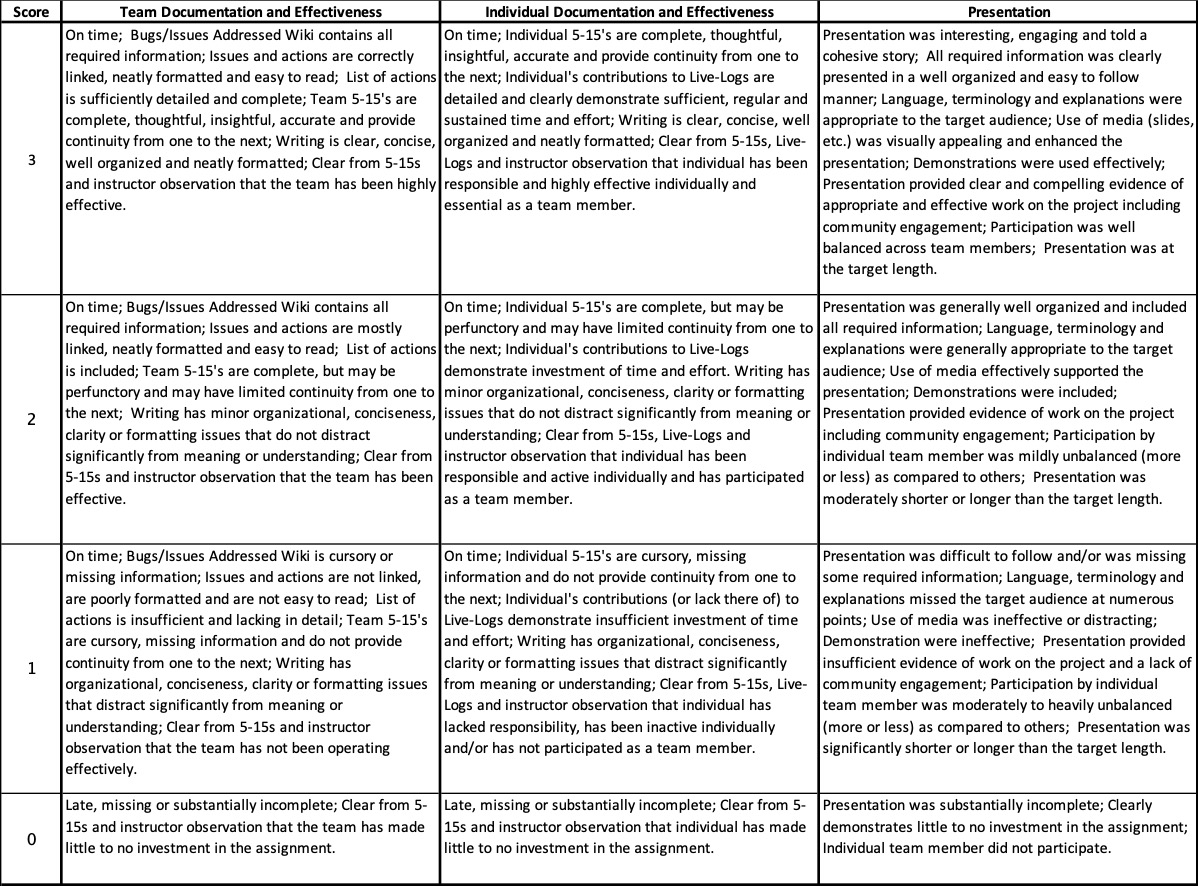 Score
Team Documentation and Effectiveness
Individual Documentation and Effectiveness
Presentation
3
On time;  Bugs/Issues Addressed Wiki contains all
required information; Issues and actions are correctly
linked, neatly formatted and easy to read;  List of actions
is sufficiently detailed and complete; Team 5-15's are
complete, thoughtful, insightful, accurate and provide
continuity from one to the next; Writing is clear, concise,
well organized and neatly formatted; Clear from 5-15s
and instructor observation that the team has been highly
effective.
On time; Individual 5-15's are complete, thoughtful,
insightful, accurate and provide continuity from one to
the next; Individual's contributions to Live-Logs are
detailed and clearly demonstrate sufficient, regular and
sustained time and effort; Writing is clear, concise, well
organized and neatly formatted; Clear from 5-15s, Live-
Logs and instructor observation that individual has been
responsible and highly effective individually and
essential as a team member.
Presentation was interesting, engaging and told a
cohesive story;  All required information was clearly
presented in a well organized and easy to follow
manner; Language, terminology and explanations were
appropriate to the target audience; Use of media (slides,
etc.) was visually appealing and enhanced the
presentation; Demonstrations were used effectively;
Presentation provided clear and compelling evidence of
appropriate and effective work on the project including
community engagement; Participation was well
balanced across team members;  Presentation was at
the target length.
2
On time; Bugs/Issues Addressed Wiki contains all
required information; Issues and actions are mostly
linked, neatly formatted and easy to read;  List of actions
is included; Team 5-15's are complete, but may be
perfunctory and may have limited continuity from one to
the next;  Writing has minor organizational, conciseness,
clarity or formatting issues that do not distract
significantly from meaning or understanding; Clear from
5-15s and instructor observation that the team has been
effective.
On time; Individual 5-15's are complete, but may be
perfunctory and may have limited continuity from one to
the next; Individual's contributions to Live-Logs
demonstrate investment of time and effort. Writing has
minor organizational, conciseness, clarity or formatting
issues that do not distract significantly from meaning or
understanding; Clear from 5-15s, Live-Logs and
instructor observation that individual has been
responsible and active individually and has participated
as a team member.
Presentation was generally well organized and included
all required information; Language, terminology and
explanations were generally appropriate to the target
audience; Use of media effectively supported the
presentation; Demonstrations were included;
Presentation provided evidence of work on the project
including community engagement; Participation by
individual team member was mildly unbalanced (more
or less) as compared to others;  Presentation was
moderately shorter or longer than the target length.
1
On time; Bugs/Issues Addressed Wiki is cursory or
missing information; Issues and actions are not linked,
are poorly formatted and are not easy to read;  List of
actions is insufficient and lacking in detail; Team 5-15's
are cursory, missing information and do not provide
continuity from one to the next; Writing has
organizational, conciseness, clarity or formatting issues
that distract significantly from meaning or
understanding; Clear from 5-15s and instructor
observation that the team has not been operating
effectively.
On time; Individual 5-15's are cursory, missing
information and do not provide continuity from one to
the next; Individual's contributions (or lack there of) to
Live-Logs demonstrate insufficient investment of time
and effort; Writing has organizational, conciseness,
clarity or formatting issues that distract significantly
from meaning or understanding; Clear from 5-15s, Live-
Logs and instructor observation that individual has
lacked responsibility, has been inactive individually
and/or has not participated as a team member.
Presentation was difficult to follow and/or was missing
some required information; Language, terminology and
explanations missed the target audience at numerous
points; Use of media was ineffective or distracting;
Demonstration were ineffective;  Presentation provided
insufficient evidence of work on the project and a lack of
community engagement; Participation by individual
team member was moderately to heavily unbalanced
(more or less) as compared to others;  Presentation was
significantly shorter or longer than the target length.
0
Late, missing or substantially incomplete; Clear from 5-
15s and instructor observation that the team has made
little to no investment in the assignment.
Late, missing or substantially incomplete; Clear from 5-
15s and instructor observation that individual has made
little to no investment in the assignment.
Presentation was substantially incomplete; Clearly
demonstrates little to no investment in the assignment;
Individual team member did not participate.